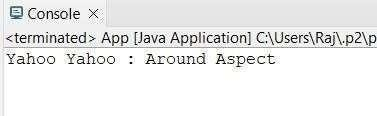 Console
<terminated> App [Java Application] C:\Users\Raj\.p2\p
Yahoo Yahoo : Around Aspect